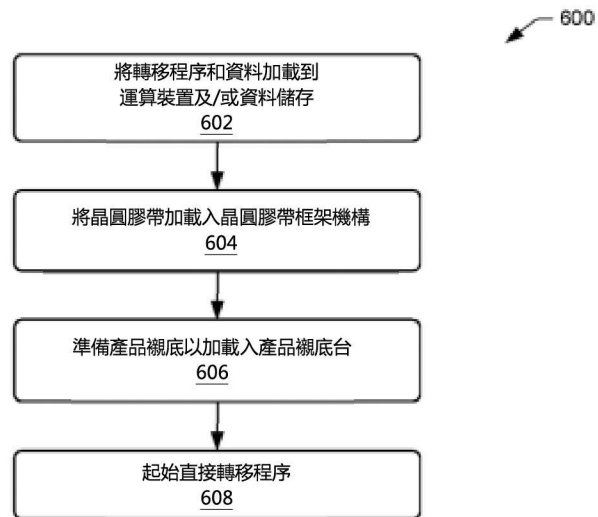 600
將轉移程序和資料加載到
運算裝置及/或資料儲存
602
將晶圓膠帶加載入晶圓膠帶框架機構
604
準備產品襯底以加載入產品襯底台
606
起始直接轉移程序
608